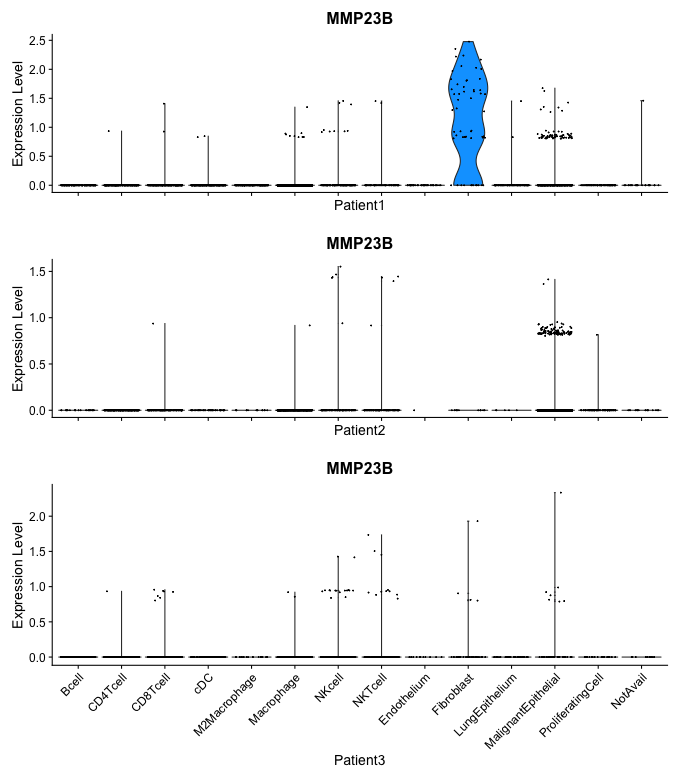 MMP23B
2.5
2.0
1.5
1.0
0.5
0.0
Expression Level
Patient1
MMP23B
1.5
1.0
0.5
0.0
Expression Level
Patient2
MMP23B
2.0
1.5
1.0
0.5
0.0
Expression Level
Bcell
CD4Tcell
CD8Tcell
cDC
M2Macrophage
Macrophage
NKcell
NKTcell
Endothelium
Fibroblast
LungEpithelium
MalignantEpithelial
ProliferatingCell
NotAvail
Patient3